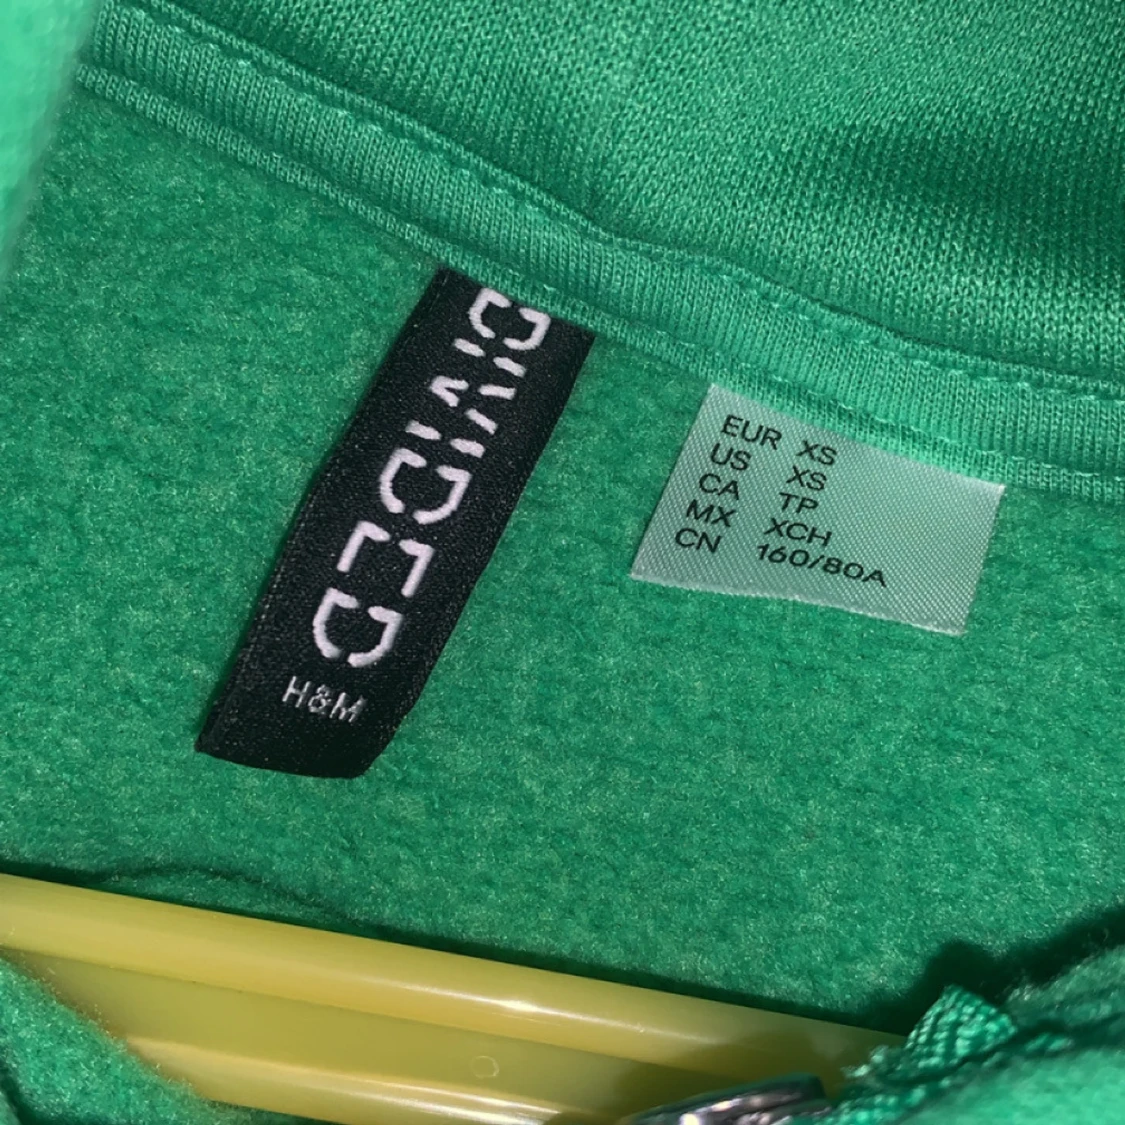 DIVIDED
H&M
EUR XS
US XS
CA TP
MX XCH
CN 160/80A